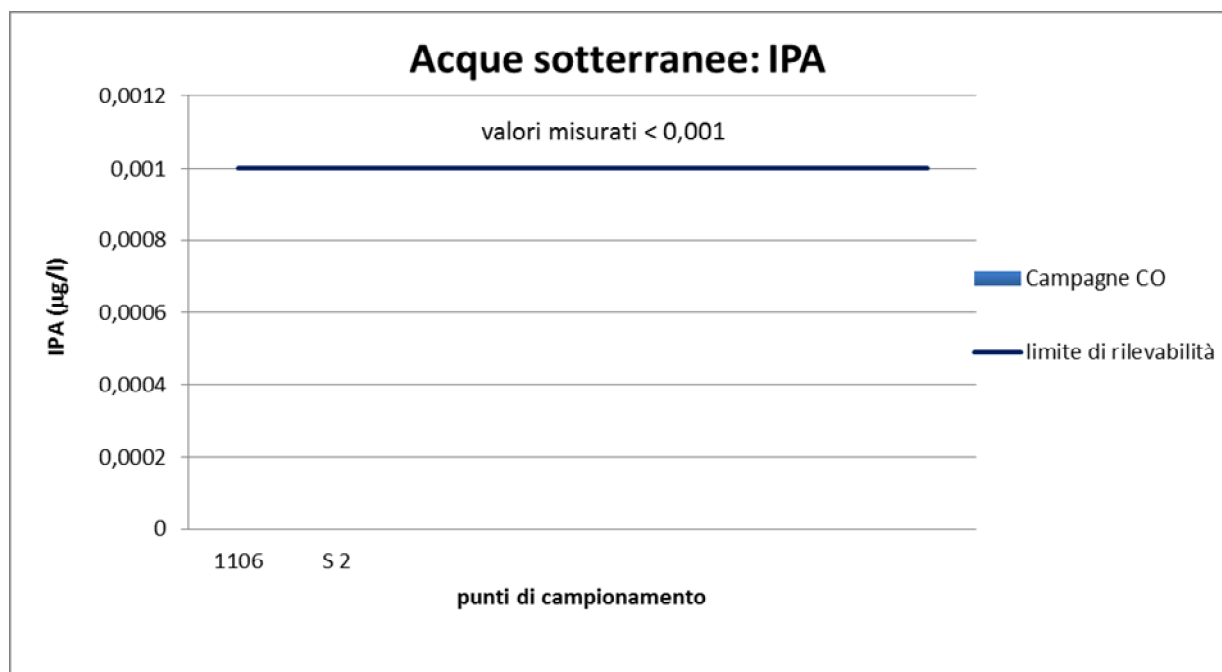 Acque sotterranee: IPA
0,0012
valori misurati < 0,001
0,001
0,0008
0,0006
0,0004
0,0002
0
IPA (µg/l)
1106
S 2
punti di campionamento
Campagne CO
limite di rilevabilità